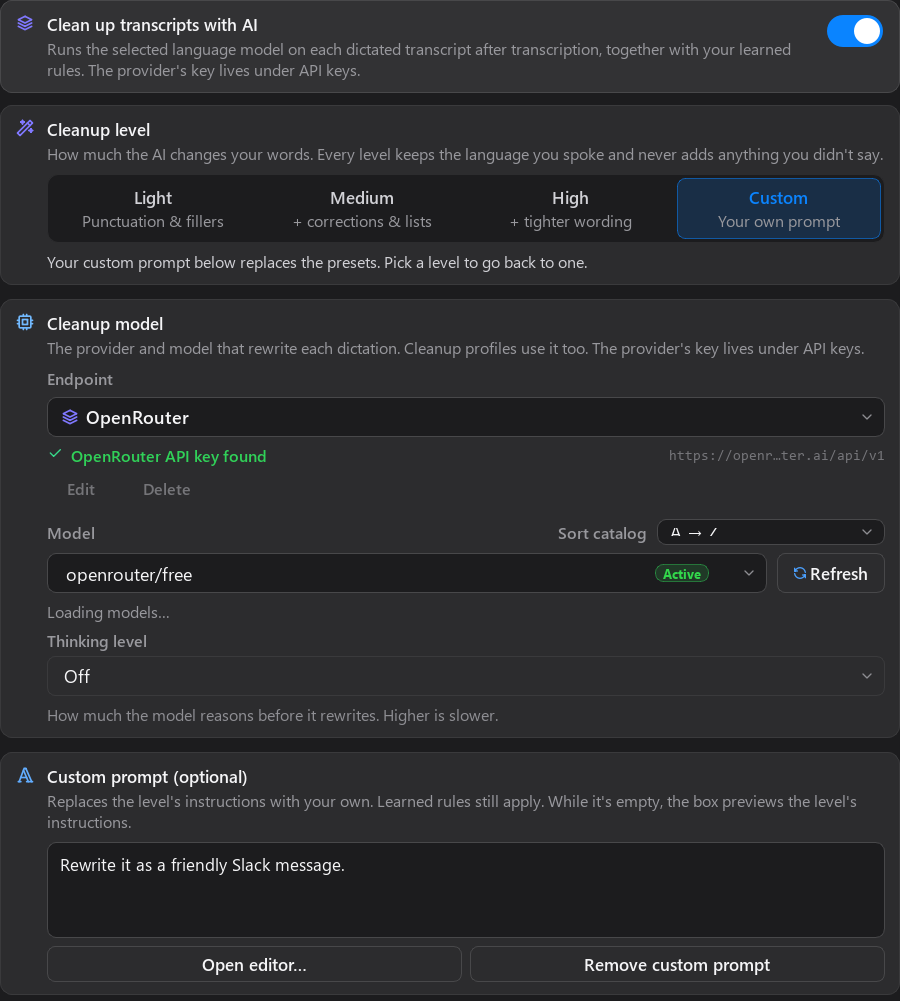 Clean up transcripts with AI
Runs the selected language model on each dictated transcript after transcription, together with your learned
rules. The provider's key lives under API keys.
Cleanup level
How much the AI changes your words. Every level keeps the language you spoke and never adds anything you didn't say.
Light Medium High Custom
Punctuation & fillers + corrections & lists + tighter wording Your own prompt
Your custom prompt below replaces the presets. Pick a level to go back to one.
Cleanup model
The provider and model that rewrite each dictation. Cleanup profiles use it too. The provider's key lives under API keys.
Endpoint
OpenRouter
OpenRouter API key found https://openr…ter.ai/api/v1
Edit Delete
Model Sort catalog A → /
openrouter/free Active Refresh
Loading models...
Thinking level
Off
How much the model reasons before it rewrites. Higher is slower.
Custom prompt (optional)
Replaces the level's instructions with your own. Learned rules still apply. While it's empty, the box previews the level's
instructions.
Rewrite it as a friendly Slack message.
Open editor... Remove custom prompt